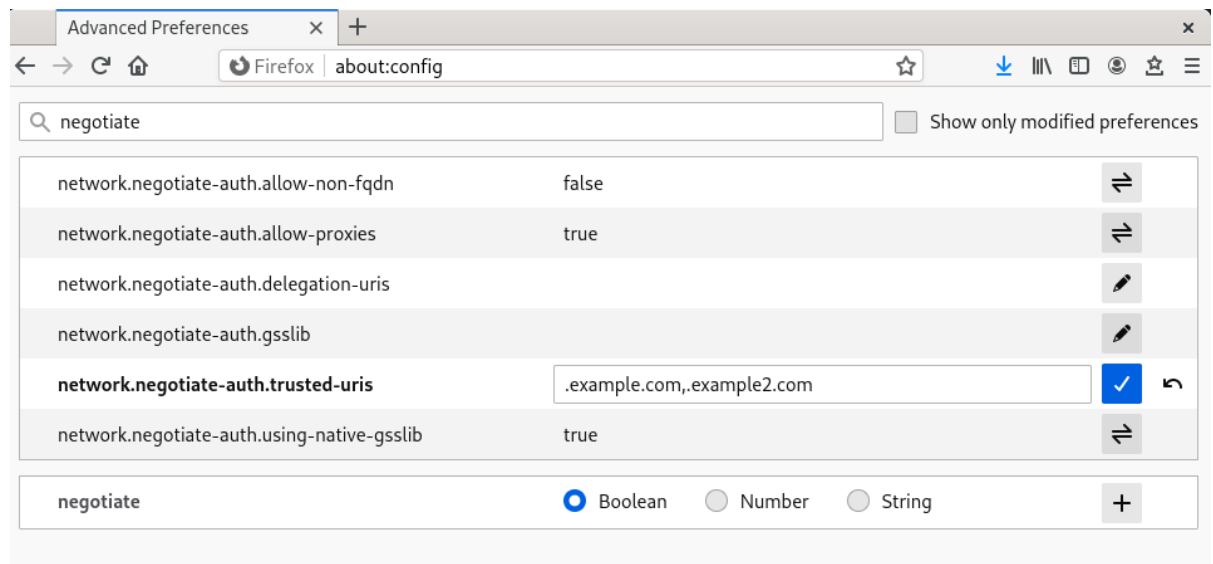 Advanced Preferences
Firefox about:config
negotiate Show only modified preferences
network.negotiate-auth.allow-non-fqdn false
network.negotiate-auth.allow-proxies true
network.negotiate-auth.delegation-uris
network.negotiate-auth.gsslib
network.negotiate-auth.trusted-uris .example.com,.example2.com
network.negotiate-auth.using-native-gsslib true
negotiate Boolean Number String